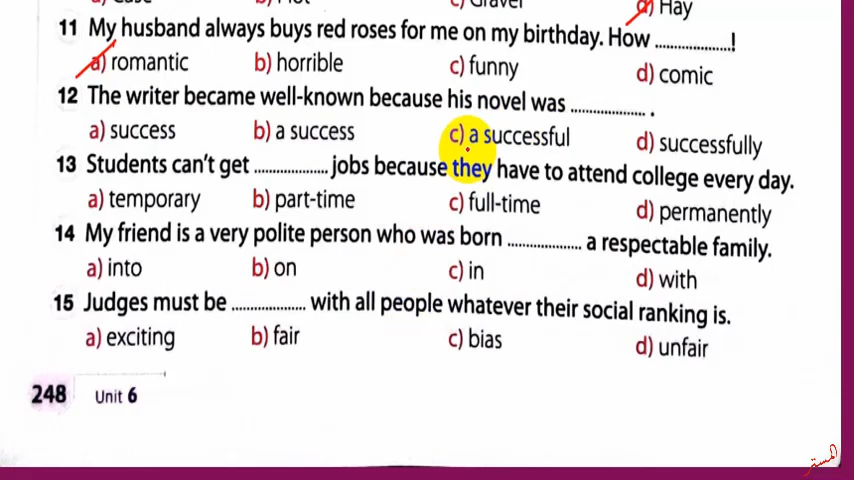 d) Hay
11 My husband always buys red roses for me on my birthday. How ....................!
a) romantic b) horrible c) funny d) comic
12 The writer became well-known because his novel was .................... .
a) success b) a success c) a successful d) successfully
13 Students can't get .................... jobs because they have to attend college every day.
a) temporary b) part-time c) full-time d) permanently
14 My friend is a very polite person who was born .................... a respectable family.
a) into b) on c) in d) with
15 Judges must be .................... with all people whatever their social ranking is.
a) exciting b) fair c) bias d) unfair
248 Unit 6